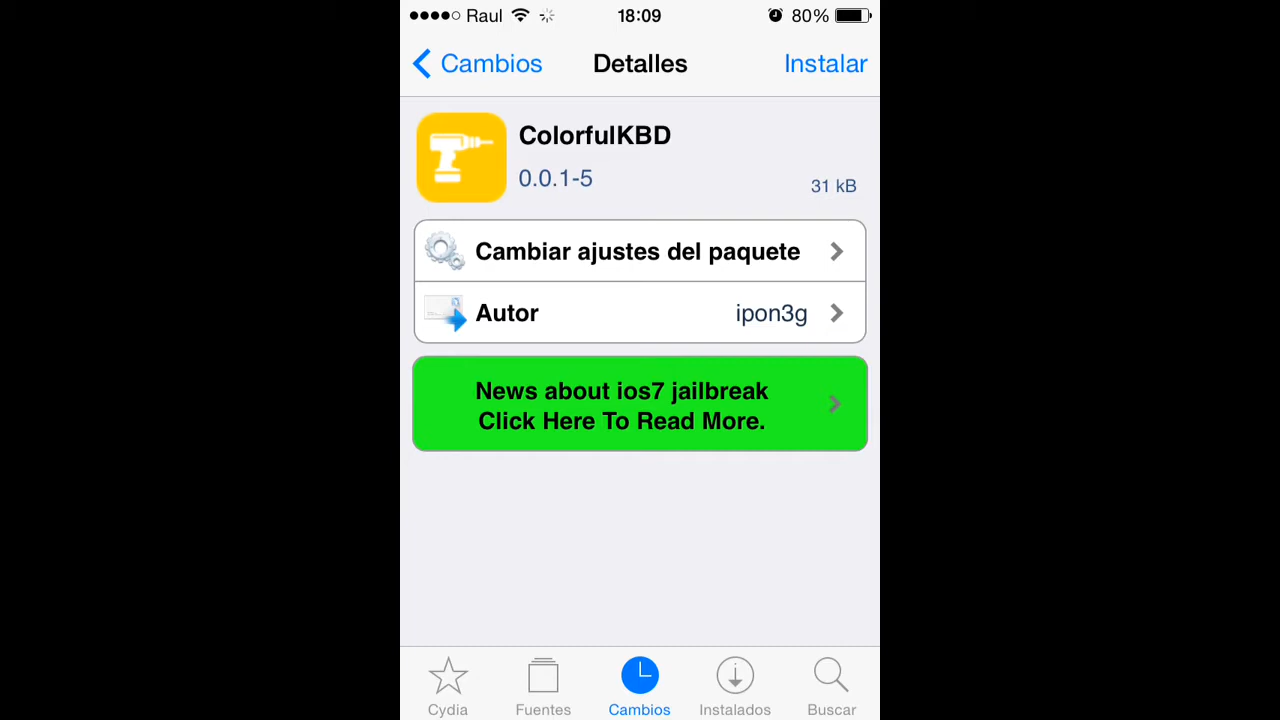 Raul 18:09 80%
Cambios Detalles Instalar
ColorfulKBD
0.0.1-5
31 kB
Cambiar ajustes del paquete
Autor ipon3g
News about ios7 jailbreak
Click Here To Read More.
Cydia Fuentes Cambios Instalados Buscar